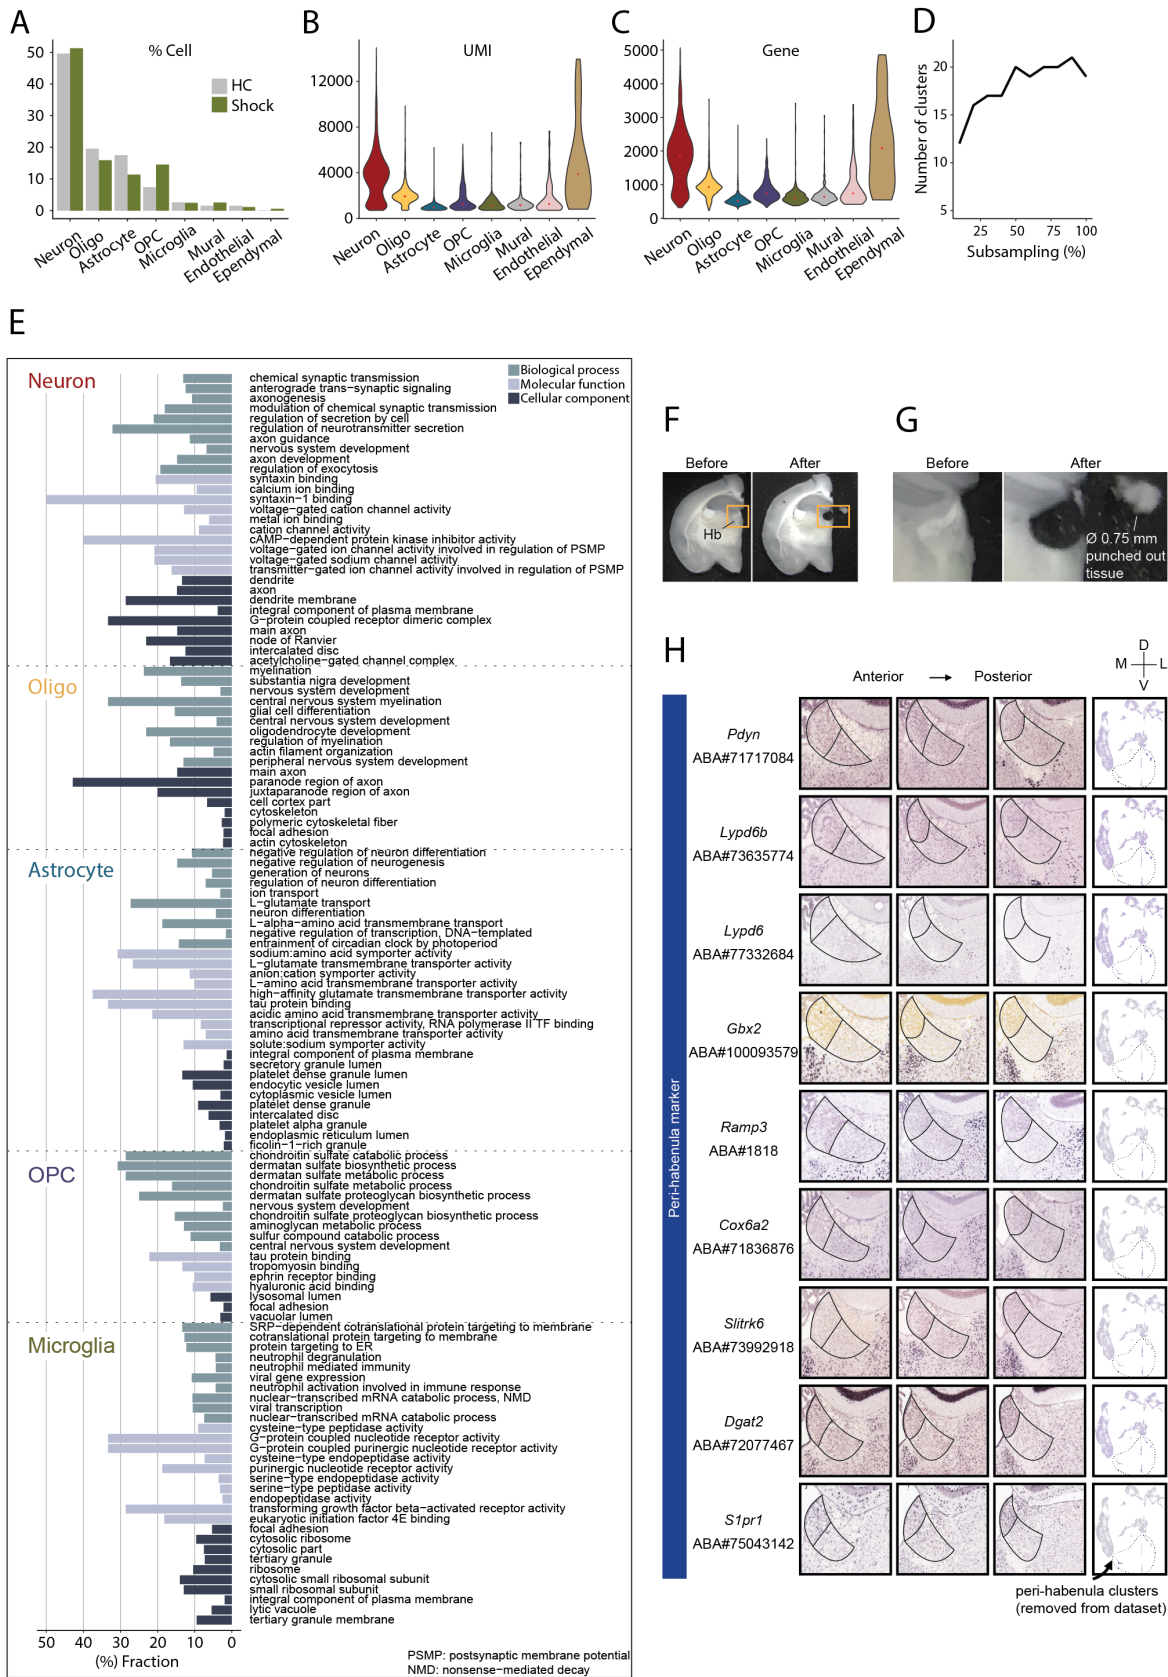 A
% Cell
HC
Shock
50
40
30
20
10
0
Neuron
Oligo
Astrocyte
OPC
Microglia
Mural
Endothelial
Ependymal
B
UMI
12000
8000
4000
0
Neuron
Oligo
Astrocyte
OPC
Microglia
Mural
Endothelial
Ependymal
C
Gene
5000
4000
3000
2000
1000
0
Neuron
Oligo
Astrocyte
OPC
Microglia
Mural
Endothelial
Ependymal
D
Number of clusters
20
15
10
5
25
50
75
100
Subsampling (%)
E
Biological process
Molecular function
Cellular component
Neuron
chemical synaptic transmission
anterograde trans−synaptic signaling
axonogenesis
modulation of chemical synaptic transmission
regulation of secretion by cell
regulation of neurotransmitter secretion
axon guidance
nervous system development
axon development
regulation of exocytosis
syntaxin binding
calcium ion binding
syntaxin−1 binding
voltage−gated cation channel activity
metal ion binding
cation channel activity
cAMP−dependent protein kinase inhibitor activity
voltage−gated ion channel activity involved in regulation of PSMP
voltage−gated sodium channel activity
transmitter−gated ion channel activity involved in regulation of PSMP
dendrite
axon
dendrite membrane
integral component of plasma membrane
G−protein coupled receptor dimeric complex
main axon
node of Ranvier
intercalated disc
acetylcholine−gated channel complex
Oligo
myelination
substantia nigra development
nervous system development
central nervous system myelination
glial cell differentiation
central nervous system development
oligodendrocyte development
regulation of myelination
actin filament organization
peripheral nervous system development
main axon
paranode region of axon
juxtaparanode region of axon
cell cortex part
cytoskeleton
polymeric cytoskeletal fiber
focal adhesion
actin cytoskeleton
Astrocyte
negative regulation of neuron differentiation
negative regulation of neurogenesis
generation of neurons
regulation of neuron differentiation
ion transport
L−glutamate transport
neuron differentiation
L−alpha−amino acid transmembrane transport
negative regulation of transcription, DNA−templated
entrainment of circadian clock by photoperiod
sodium:amino acid symporter activity
L−glutamate transmembrane transporter activity
anion:cation symporter activity
L−amino acid transmembrane transporter activity
high−affinity glutamate transmembrane transporter activity
tau protein binding
acidic amino acid transmembrane transporter activity
transcriptional repressor activity, RNA polymerase II TF binding
amino acid transmembrane transporter activity
solute:sodium symporter activity
integral component of plasma membrane
secretory granule lumen
platelet dense granule lumen
endocytic vesicle lumen
cytoplasmic vesicle lumen
platelet dense granule
intercalated disc
platelet alpha granule
endoplasmic reticulum lumen
ficolin−1−rich granule
OPC
chondroitin sulfate catabolic process
dermatan sulfate biosynthetic process
dermatan sulfate metabolic process
chondroitin sulfate metabolic process
dermatan sulfate proteoglycan biosynthetic process
nervous system development
chondroitin sulfate proteoglycan biosynthetic process
aminoglycan metabolic process
sulfur compound catabolic process
central nervous system development
tau protein binding
tropomyosin binding
ephrin receptor binding
hyaluronic acid binding
lysosomal lumen
focal adhesion
vacuolar lumen
Microglia
SRP−dependent cotranslational protein targeting to membrane
cotranslational protein targeting to membrane
protein targeting to ER
neutrophil degranulation
neutrophil mediated immunity
viral gene expression
neutrophil activation involved in immune response
nuclear−transcribed mRNA catabolic process, NMD
viral transcription
nuclear−transcribed mRNA catabolic process
cysteine−type peptidase activity
G−protein coupled nucleotide receptor activity
G−protein coupled purinergic nucleotide receptor activity
cysteine−type endopeptidase activity
purinergic nucleotide receptor activity
serine−type endopeptidase activity
serine−type peptidase activity
endopeptidase activity
transforming growth factor beta−activated receptor activity
eukaryotic initiation factor 4E binding
focal adhesion
cytosolic ribosome
cytosolic part
tertiary granule
ribosome
cytosolic small ribosomal subunit
small ribosomal subunit
integral component of plasma membrane
lytic vacuole
tertiary granule membrane
50 40 30 20 10 0
(%) Fraction
PSMP: postsynaptic membrane potential
NMD: nonsense−mediated decay
F
Before
After
Hb
G
Before
After
Ø 0.75 mm
punched out
tissue
H
Anterior → Posterior
D
M L
V
Peri-habenula marker
Pdyn
ABA#71717084
Lypd6b
ABA#73635774
Lypd6
ABA#77332684
Gbx2
ABA#100093579
Ramp3
ABA#1818
Cox6a2
ABA#71836876
Slitrk6
ABA#73992918
Dgat2
ABA#72077467
S1pr1
ABA#75043142
peri-habenula clusters
(removed from dataset)